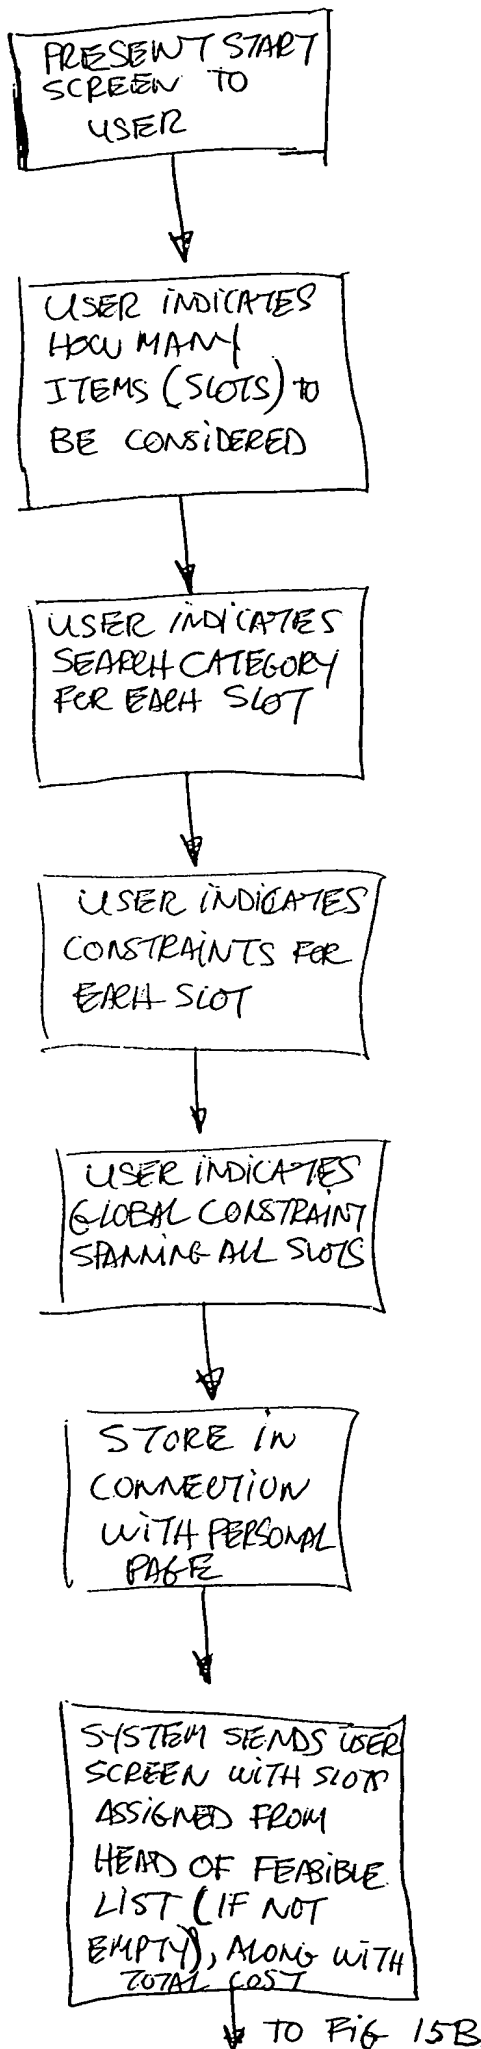 PRESENT START
SCREEN TO
USER
USER INDICATES
HOW MANY
ITEMS (SLOTS) TO
BE CONSIDERED
USER INDICATES
SEARCH CATEGORY
FOR EACH SLOT
USER INDICATES
CONSTRAINTS FOR
EACH SLOT
USER INDICATES
GLOBAL CONSTRAINT
SPANNING ALL SLOTS
STORE IN
CONNECTION
WITH PERSONAL
PAGE
SYSTEM SENDS USER
SCREEN WITH SLOTS
ASSIGNED FROM
HEAD OF FEASIBLE
LIST (IF NOT
EMPTY), ALONG WITH
TOTAL COST
TO FIG 15B